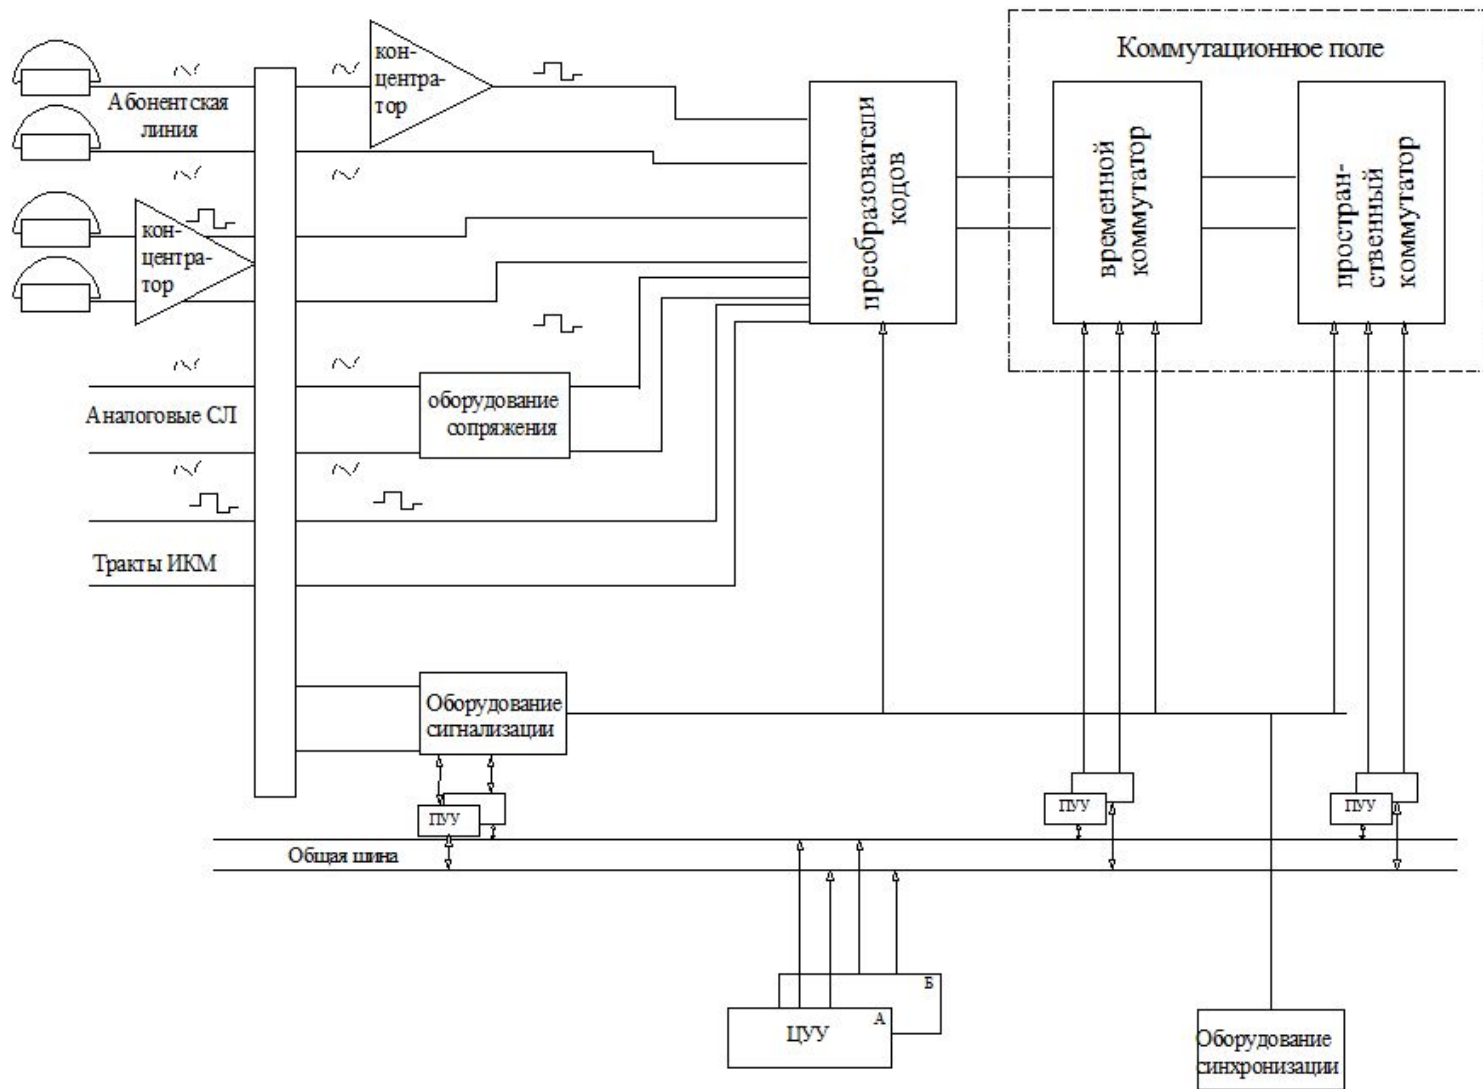 Коммутационное поле
кон-
центра-
тор
Абонентская
линия
кон-
центра-
тор
преобразователи
кодов
временной
коммутатор
простран-
ственный
коммутатор
Аналоговые СЛ
оборудование
сопряжения
Тракты ИКМ
Оборудование
сигнализации
ПУУ
ПУУ
ПУУ
Общая шина
Б
А
ЦУУ
Оборудование
синхронизации